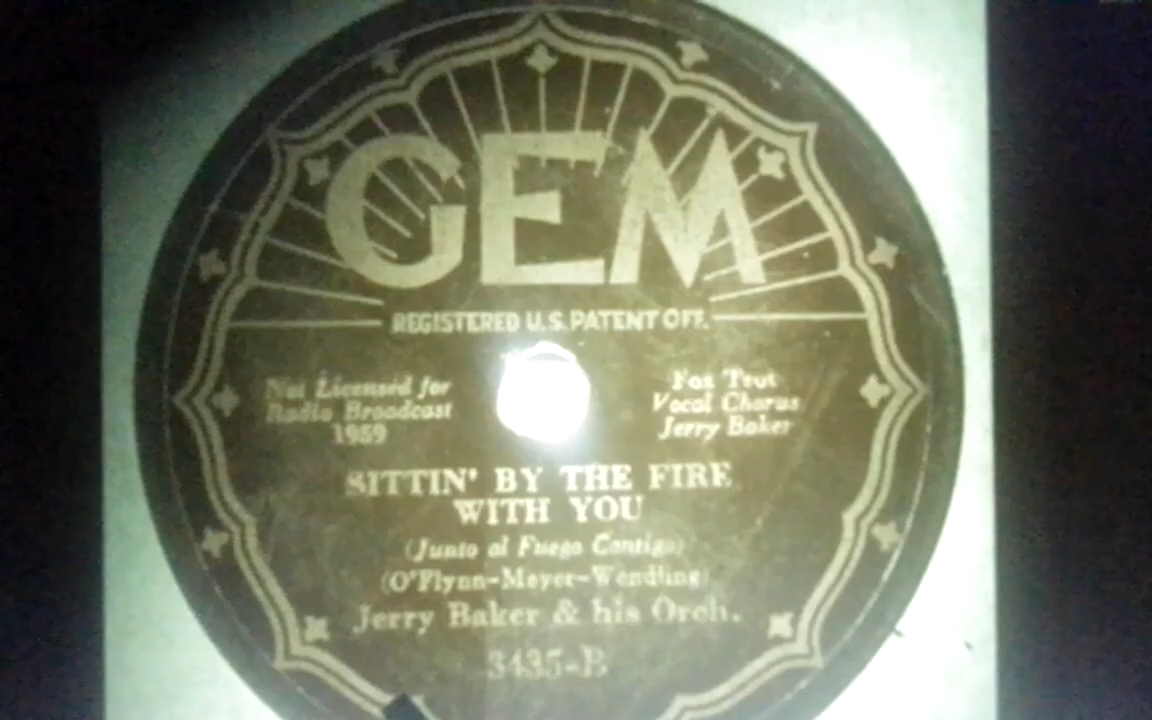 GEM
REGISTERED U.S. PATENT OFF.
Not Licensed for
Radio Broadcast
1959
Fox Trot
Vocal Chorus
Jerry Baker
SITTIN' BY THE FIRE
WITH YOU
(Junto al Fuego Contigo)
(O'Flynn-Meyer-Wendling)
Jerry Baker & his Orch.
3435-B